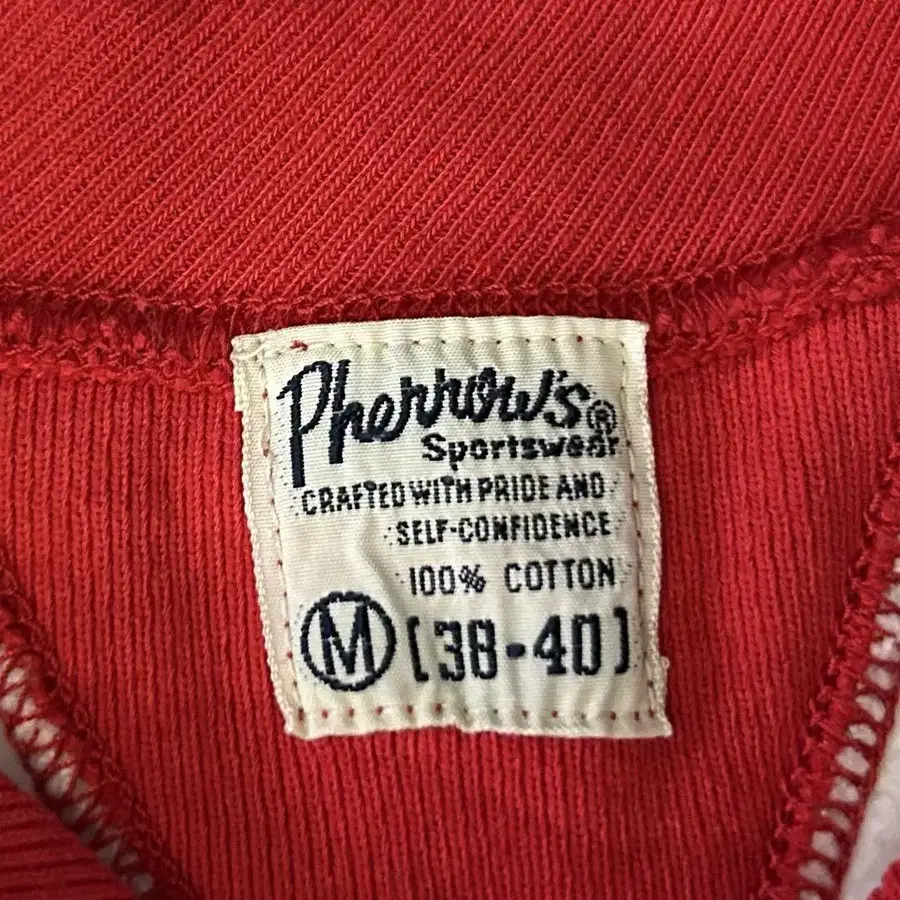 Pherrow's®
Sportswear
CRAFTED WITH PRIDE AND
SELF-CONFIDENCE
100% COTTON
M [38-40]